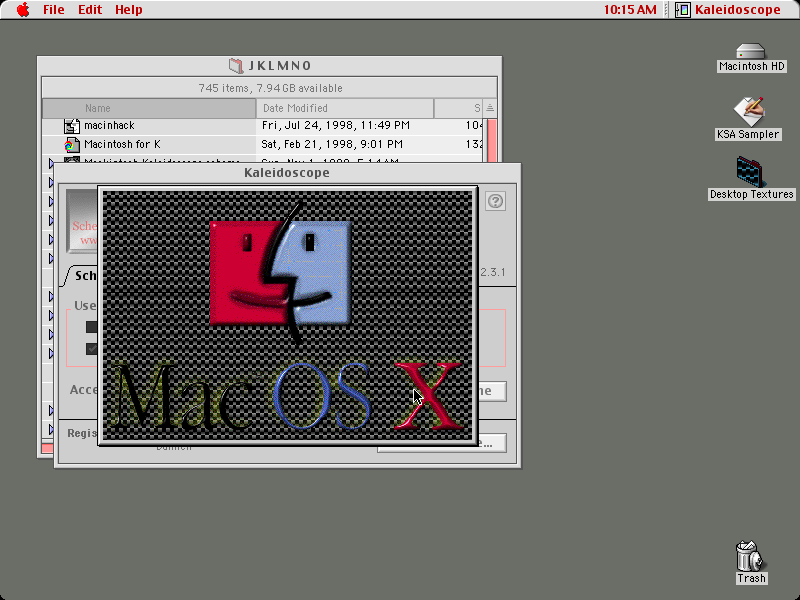 File Edit Help
10:15 AM
Kaleidoscope
JKLMNO
745 items, 7.94 GB available
Name
Date Modified
S
macinhack
Fri, Jul 24, 1998, 11:49 PM
104
Macintosh for K
Sat, Feb 21, 1998, 9:01 PM
132
Kaleidoscope
?
Sche
ww
2.3.1
Sch
Use
Acce
ne
Regis
e...
Mac OS X
Macintosh HD
KSA Sampler
Desktop Textures
Trash